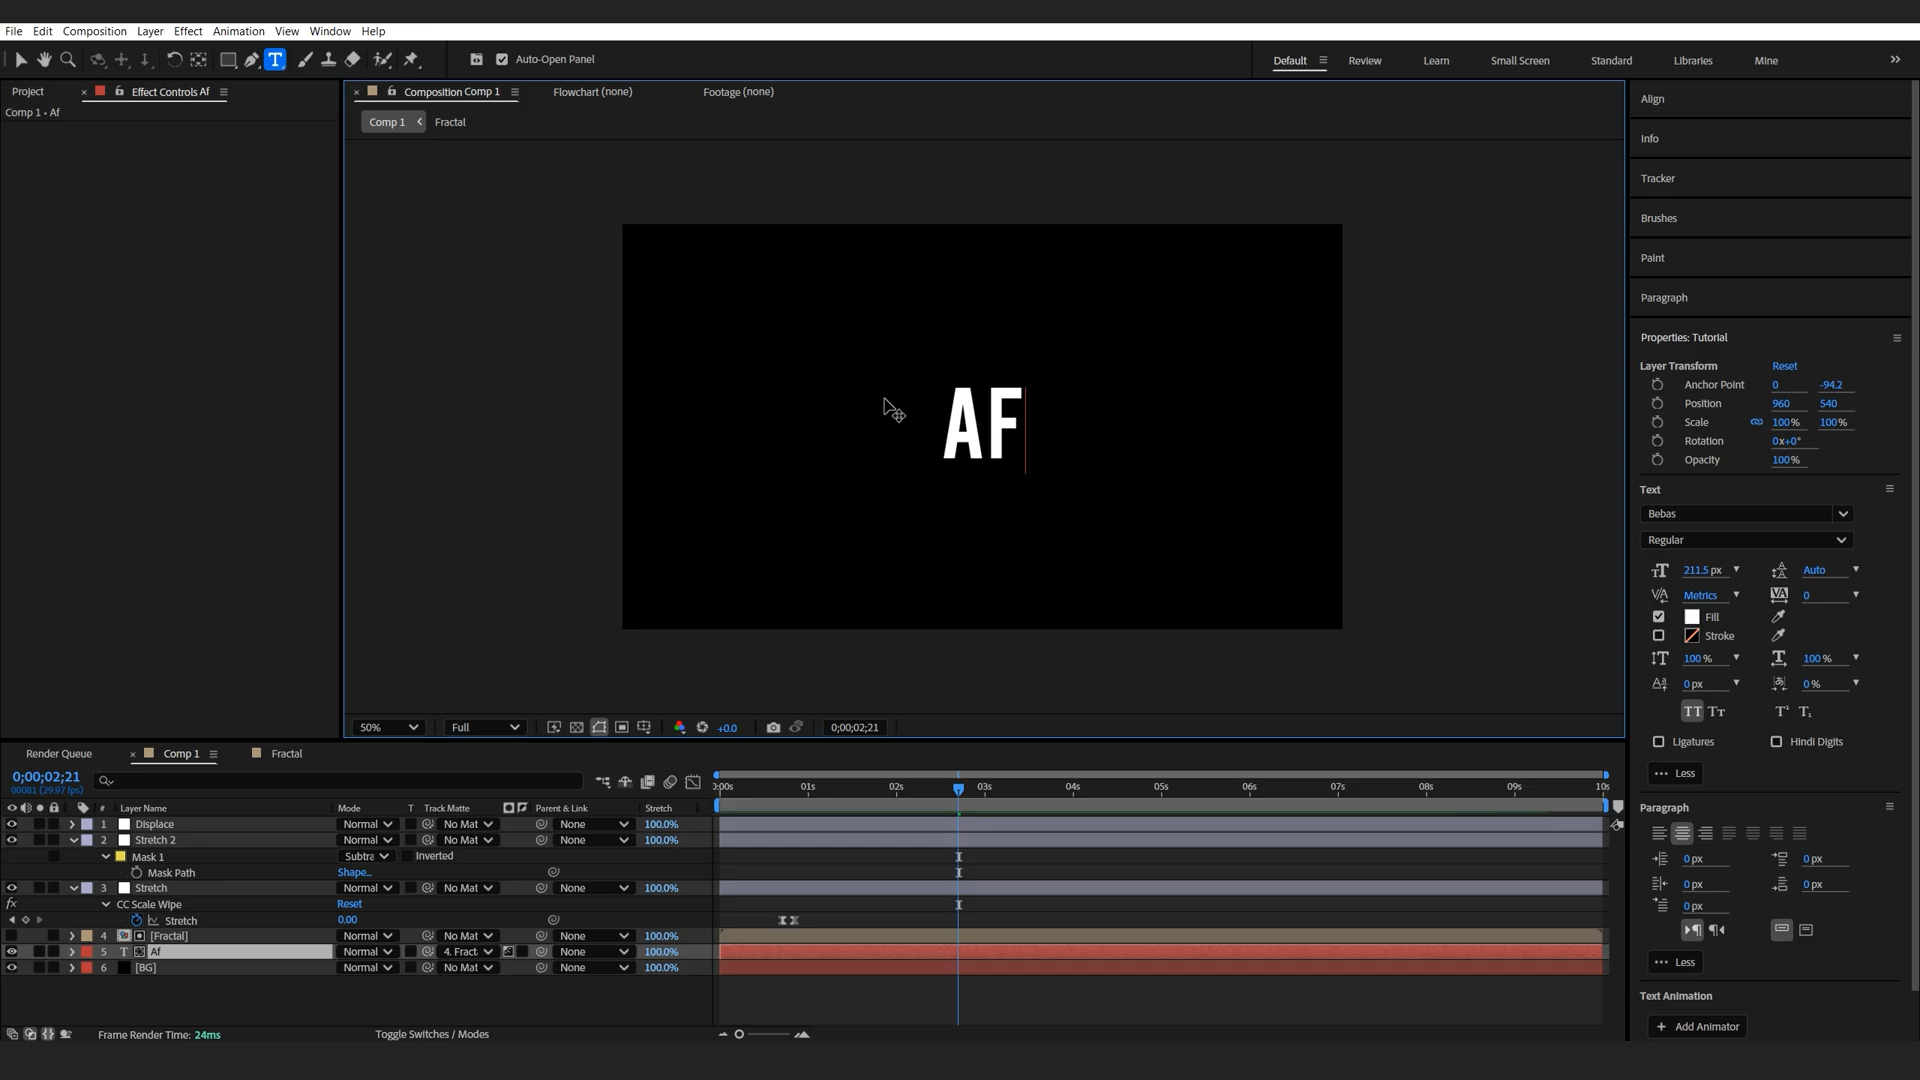 File Edit Composition Layer Effect Animation View Window Help
Auto-Open Panel
Default Review Learn Small Screen Standard Libraries Mine
Project Effect Controls Af
Comp 1 • Af
Composition Comp 1 Flowchart (none) Footage (none)
Comp 1 Fractal
AF
Align
Info
Tracker
Brushes
Paint
Paragraph
Properties: Tutorial
Layer Transform Reset
Anchor Point 0 -94.2
Position 960 540
Scale 100% 100%
Rotation 0x+0°
Opacity 100%
Text
Bebas
Regular
211.5 px Auto
Metrics 0
Fill
Stroke
100 % 100 %
0 px 0 %
Ligatures Hindi Digits
Less
Paragraph
0 px 0 px
0 px 0 px
0 px
Less
Text Animation
Add Animator
50% Full +0.0 0;00;02;21
Render Queue Comp 1 Fractal
0;00;02;21
00081 (29.97 fps)
:00s 01s 02s 03s 04s 05s 06s 07s 08s 09s 10s
# Layer Name Mode T Track Matte Parent & Link Stretch
1 Displace Normal No Mat None 100.0%
2 Stretch 2 Normal No Mat None 100.0%
Mask 1 Subtra Inverted
Mask Path Shape...
3 Stretch Normal No Mat None 100.0%
fx CC Scale Wipe Reset
Stretch 0.00
4 [Fractal] Normal No Mat None 100.0%
5 T Af Normal 4. Fract None 100.0%
6 [BG] Normal No Mat None 100.0%
Frame Render Time: 24ms Toggle Switches / Modes